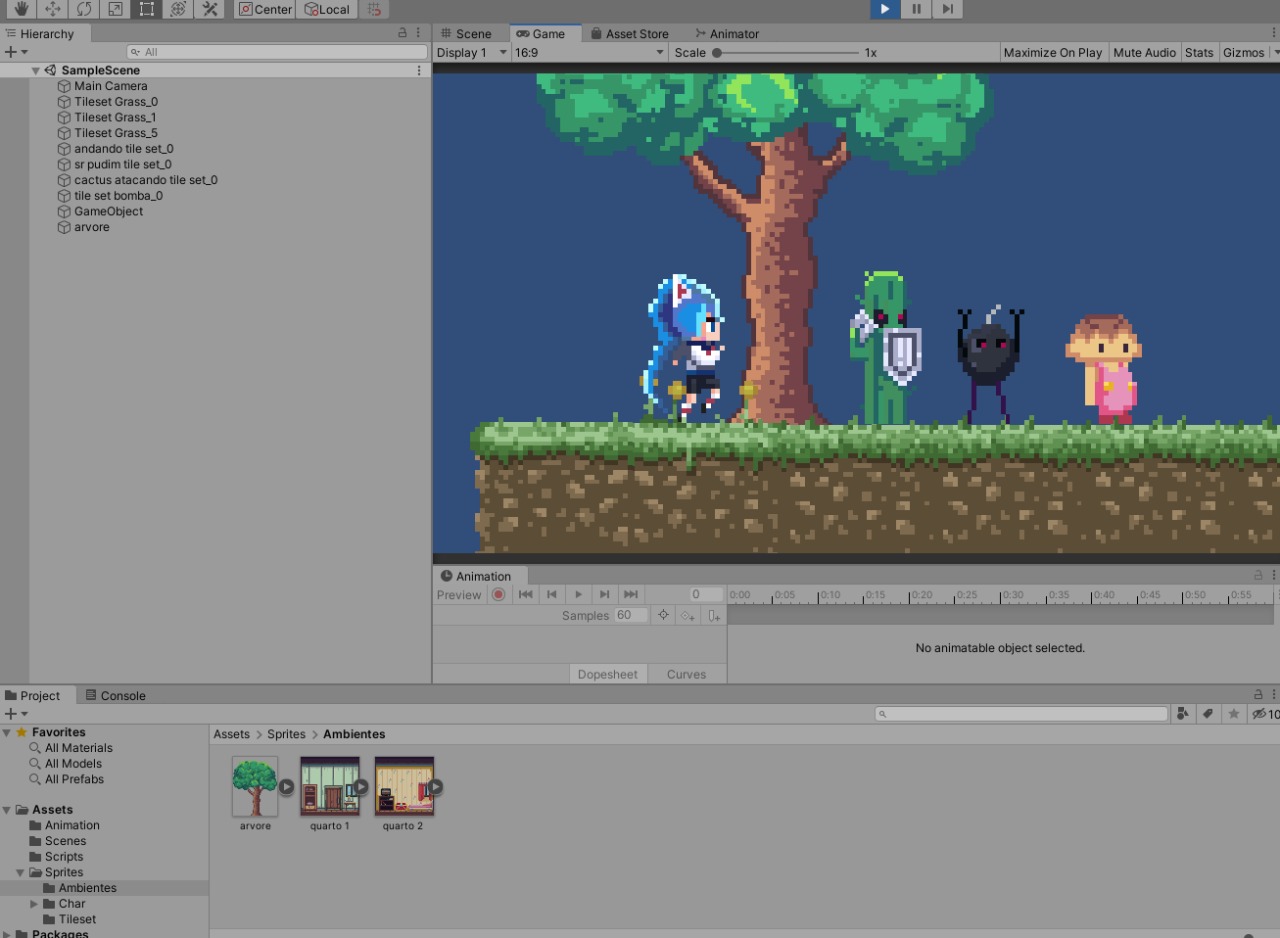 Center Local
Hierarchy
All
SampleScene
Main Camera
Tileset Grass_0
Tileset Grass_1
Tileset Grass_5
andando tile set_0
sr pudim tile set_0
cactus atacando tile set_0
tile set bomba_0
GameObject
arvore
Scene Game Asset Store Animator
Display 1 16:9 Scale 1x Maximize On Play Mute Audio Stats Gizmos
Animation
Preview 0 0:00 0:05 0:10 0:15 0:20 0:25 0:30 0:35 0:40 0:45 0:50 0:55
Samples 60
No animatable object selected.
Dopesheet Curves
Project Console
10
Favorites
All Materials
All Models
All Prefabs
Assets
Animation
Scenes
Scripts
Sprites
Ambientes
Char
Tileset
Packages
Assets > Sprites > Ambientes
arvore quarto 1 quarto 2